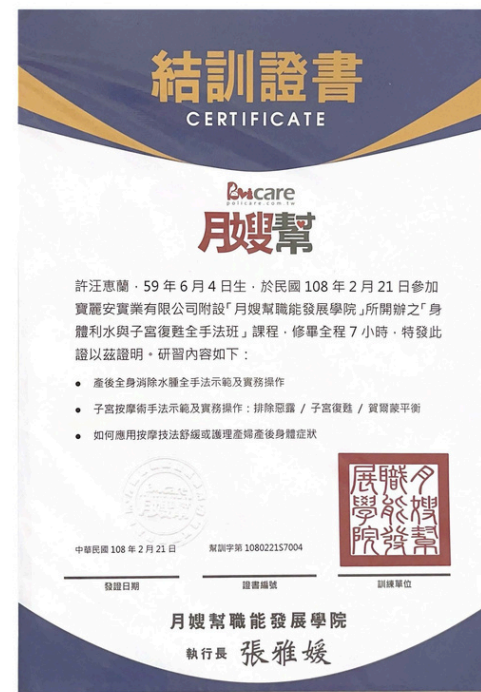 結訓證書
CERTIFICATE
Bmcare
policare.com.tw
月嫂幫
許汪惠蘭，59 年 6 月 4 日生，於民國 108 年 2 月 21 日參加
寶麗安實業有限公司附設「月嫂幫職能發展學院」所開辦之「身
體利水與子宮復甦全手法班」課程，修畢全程 7 小時，特發此
證以茲證明。研習內容如下：
● 產後全身消除水腫全手法示範及實務操作
● 子宮按摩術手法示範及實務操作：排除惡露 / 子宮復甦 / 賀爾蒙平衡
● 如何應用按摩技法舒緩或護理產婦產後身體症狀
月嫂幫
月嫂幫職能發展學院
中華民國 108 年 2 月 21 日
幫訓字第 1080221S7004
發證日期
證書編號
訓練單位
月嫂幫職能發展學院
執行長 張雅媛